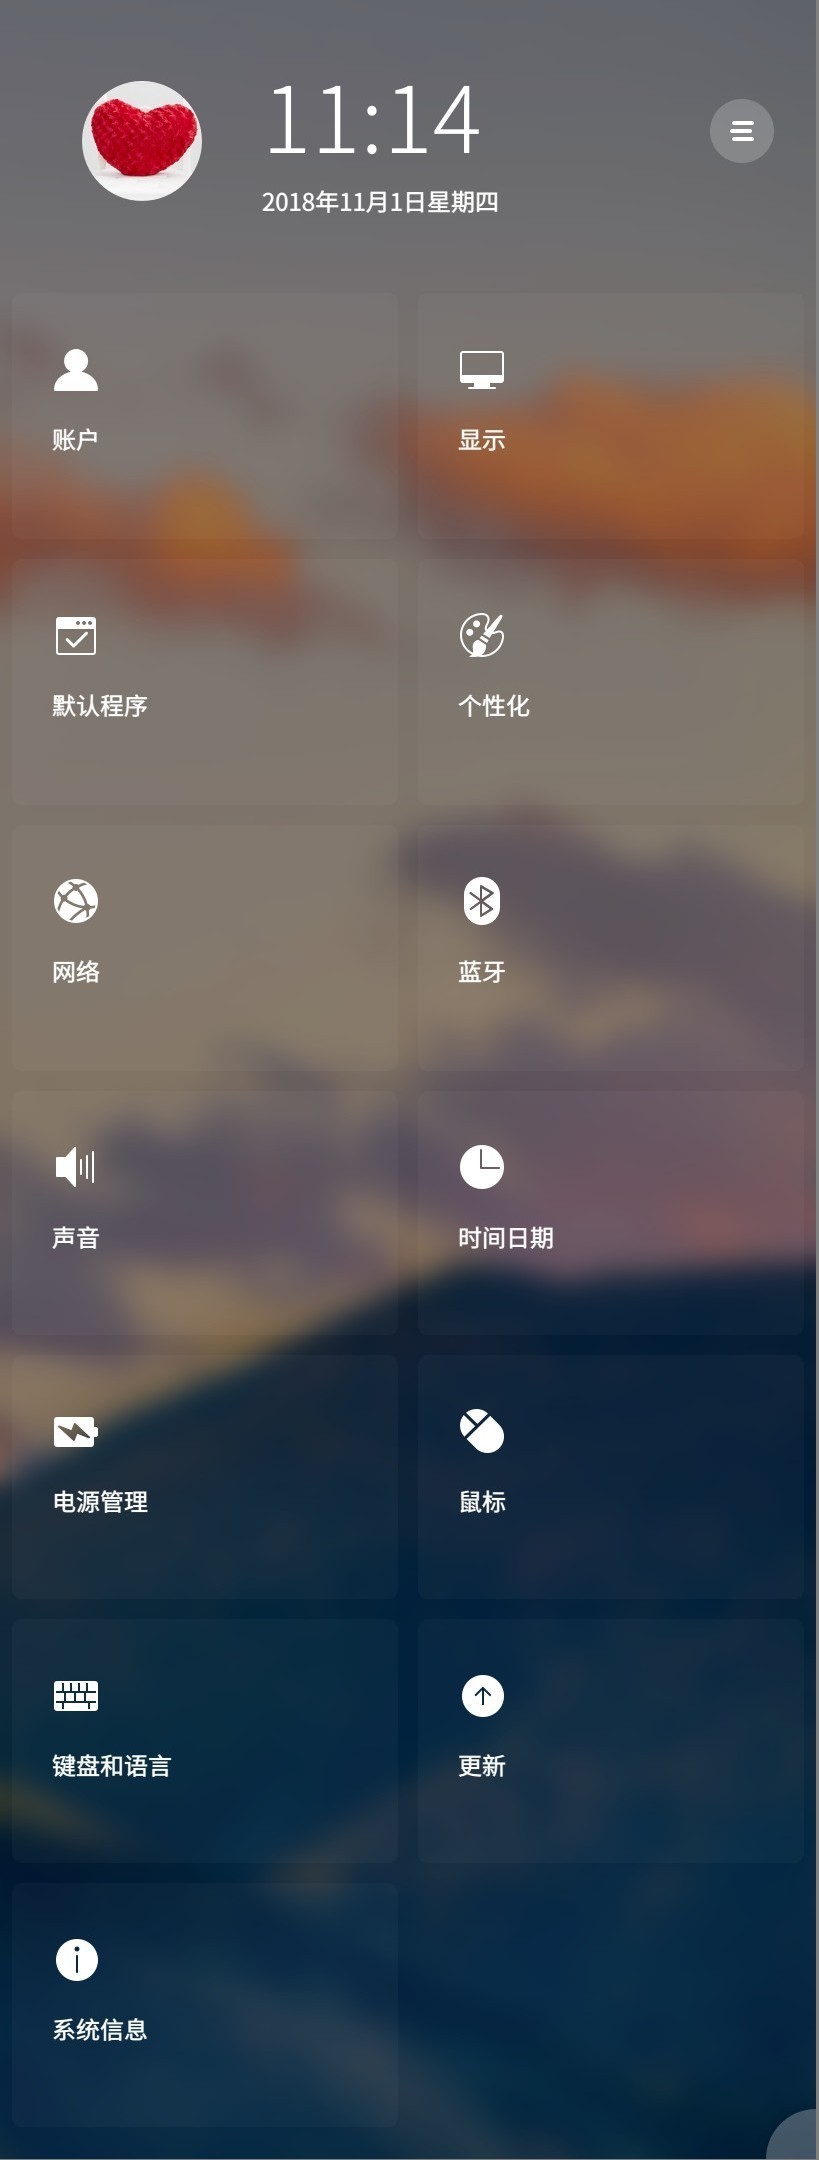 11:14
2018年11月1日星期四
账户
显示
默认程序
个性化
网络
蓝牙
声音
时间日期
电源管理
鼠标
键盘和语言
更新
系统信息